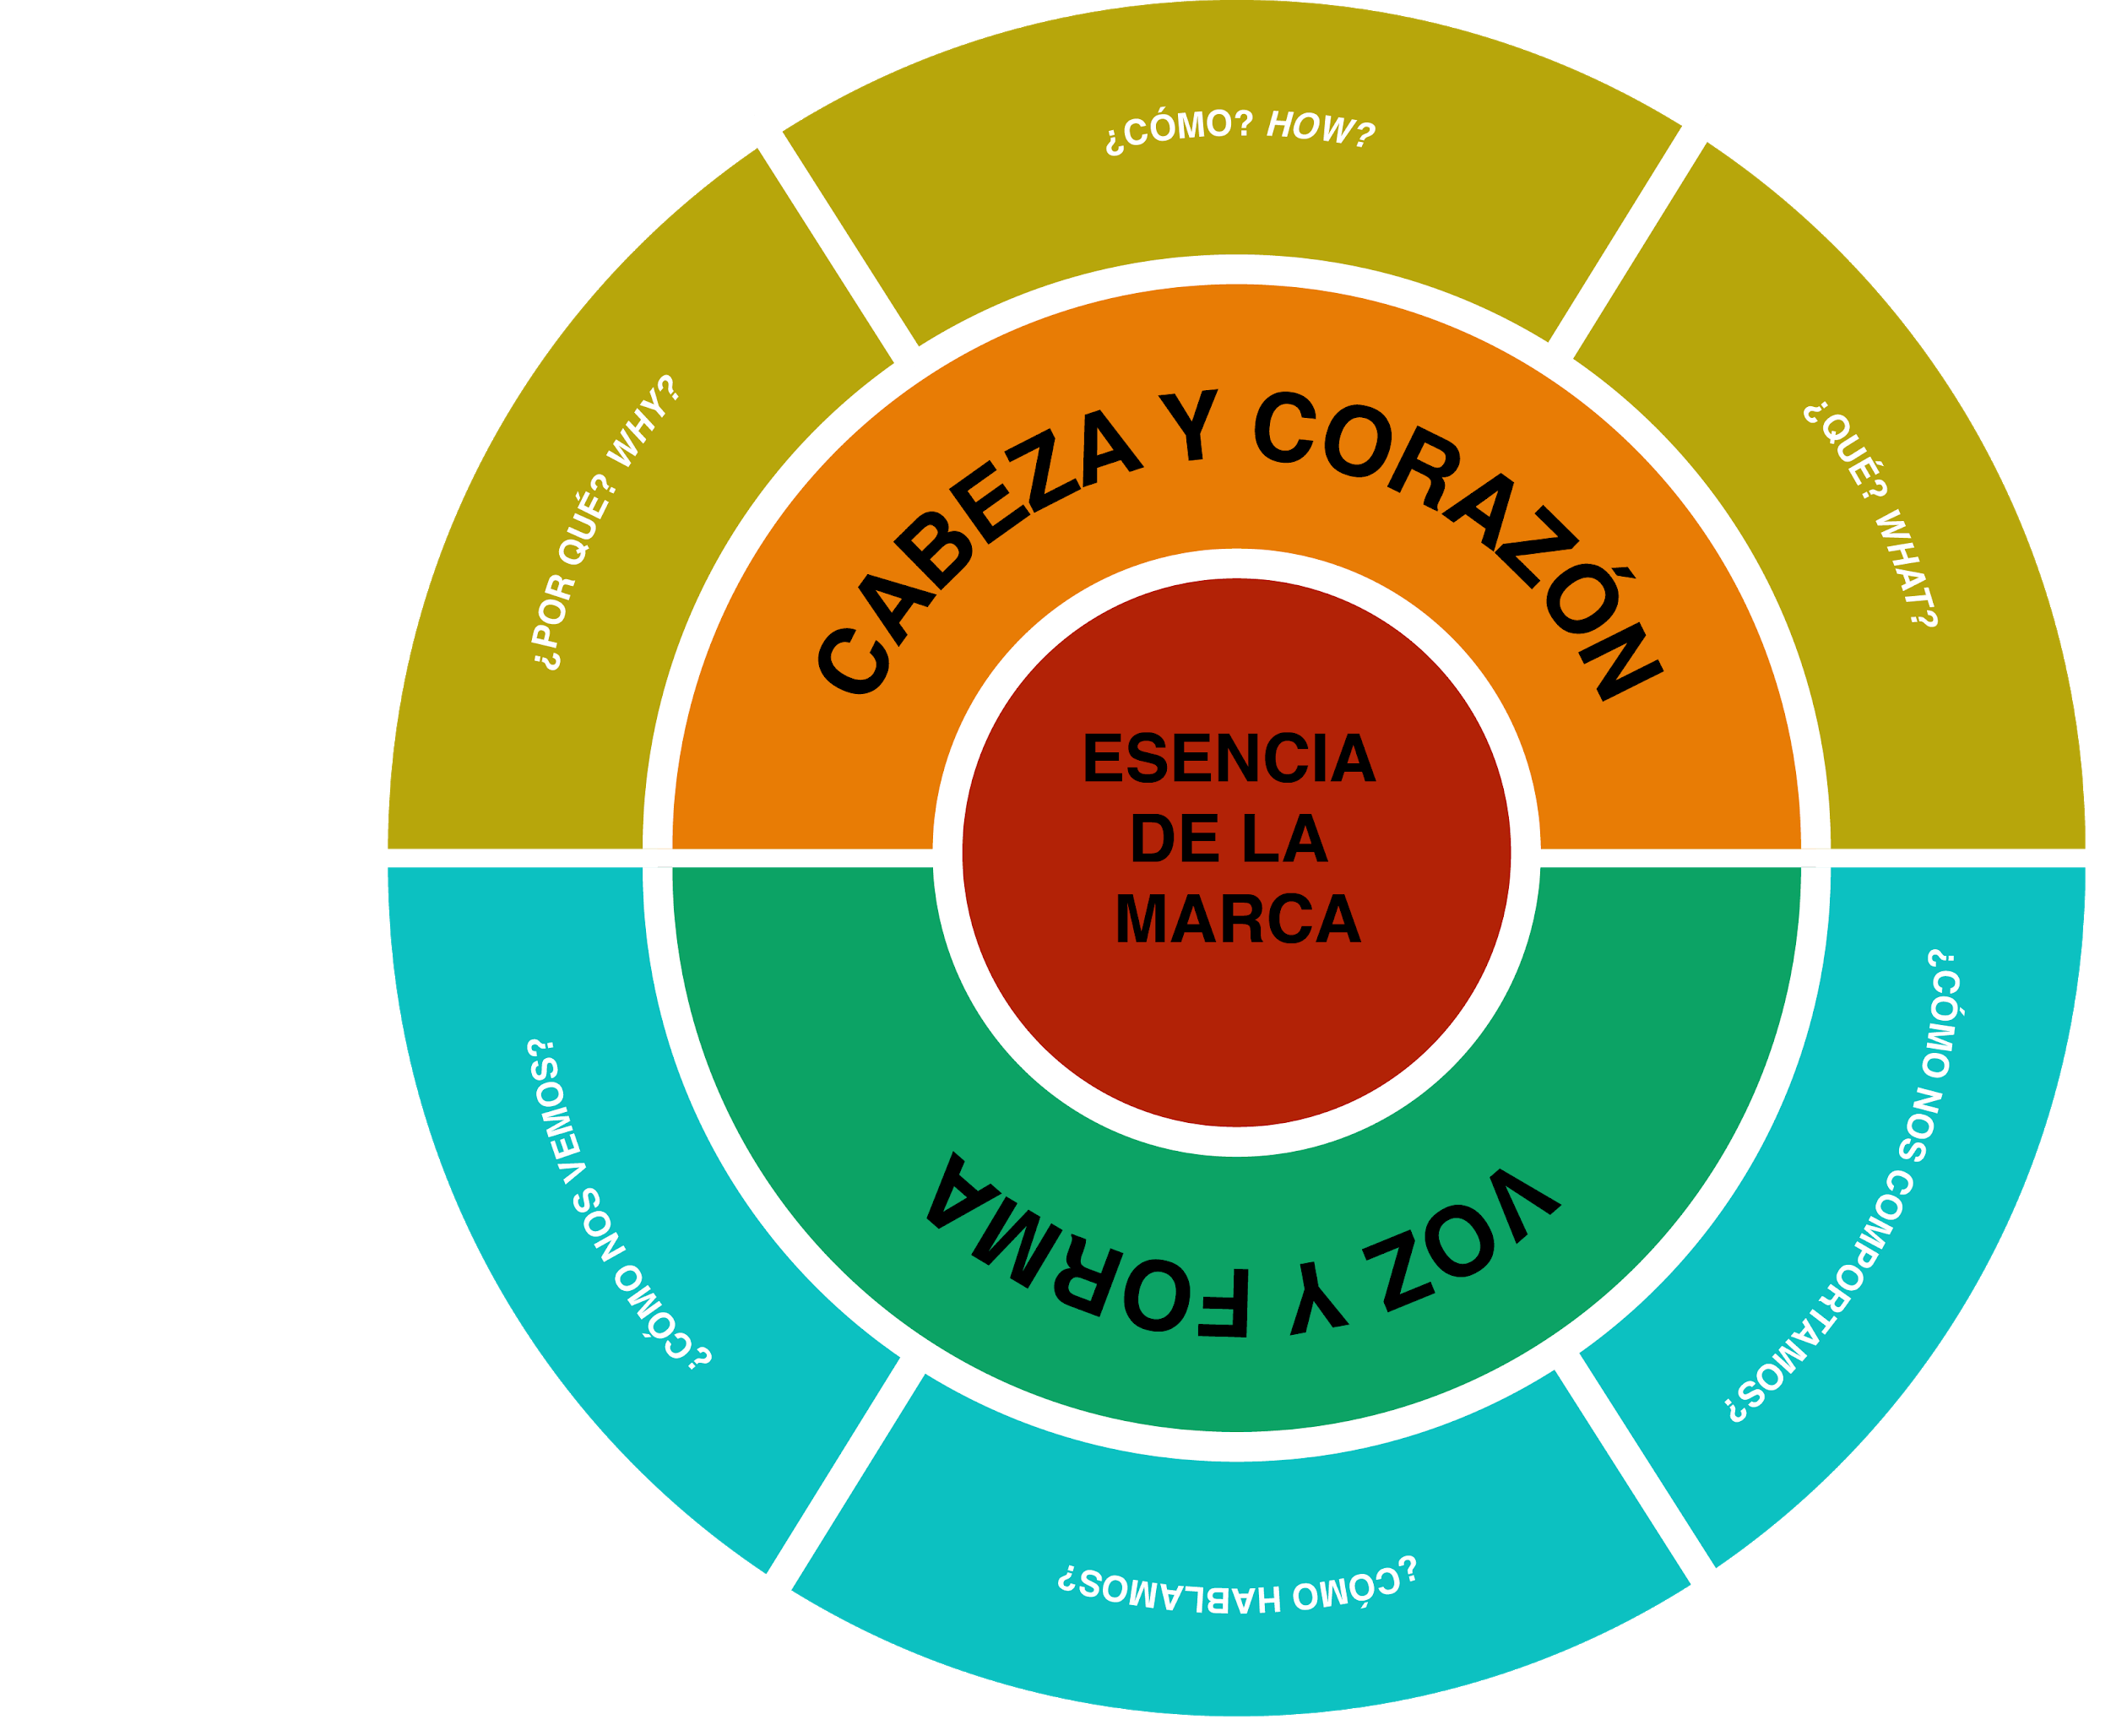 ¿CÓMO? HOW?
¿POR QUÉ? WHY?
¿QUÉ? WHAT?
CABEZA Y CORAZÓN
ESENCIA
DE LA
MARCA
VOZ Y FORMA
¿CÓMO NOS COMPORTAMOS?
¿CÓMO HABLAMOS?
¿CÓMO NOS VEMOS?